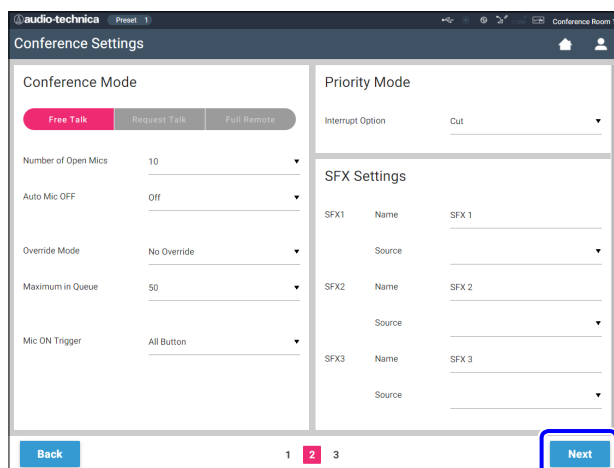 audio-technica Preset 1 Conference Room
Conference Settings
Conference Mode
Free Talk Request Talk Full Remote
Number of Open Mics 10
Auto Mic OFF Off
Override Mode No Override
Maximum in Queue 50
Mic ON Trigger All Button
Priority Mode
Interrupt Option Cut
SFX Settings
SFX1 Name SFX 1
Source
SFX2 Name SFX 2
Source
SFX3 Name SFX 3
Source
Back 1 2 3 Next